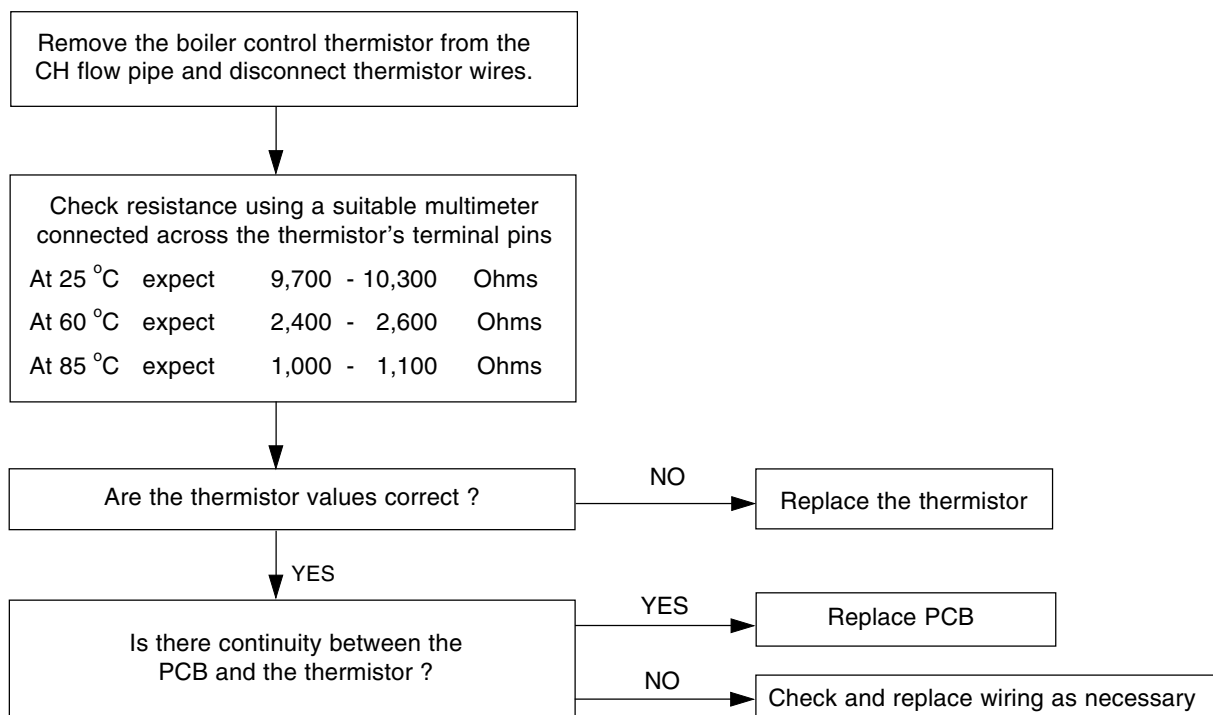 Remove the boiler control thermistor from the
CH flow pipe and disconnect thermistor wires.
Check resistance using a suitable multimeter
connected across the thermistor's terminal pins
At 25 °C expect 9,700 - 10,300 Ohms
At 60 °C expect 2,400 - 2,600 Ohms
At 85 °C expect 1,000 - 1,100 Ohms
Are the thermistor values correct ?
NO
Replace the thermistor
YES
Is there continuity between the
PCB and the thermistor ?
YES
Replace PCB
NO
Check and replace wiring as necessary